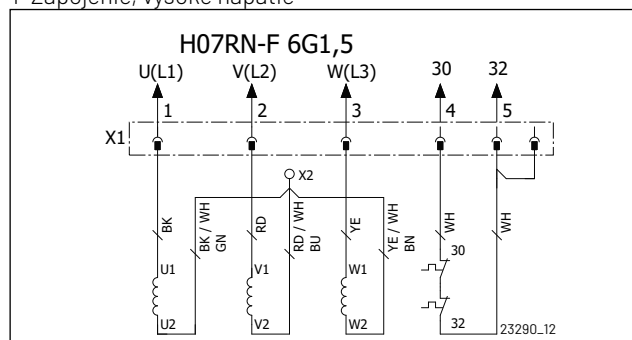 Y-Zapojenie, vysoké napätie
H07RN-F 6G1,5
U(L1) V(L2) W(L3) 30 32
1 2 3 4 5
X1
X2
BK
BK / WH
GN
RD
RD / WH
BU
YE
YE / WH
BN
WH
WH
U1 V1 W1 30
U2 V2 W2 32
23290_12